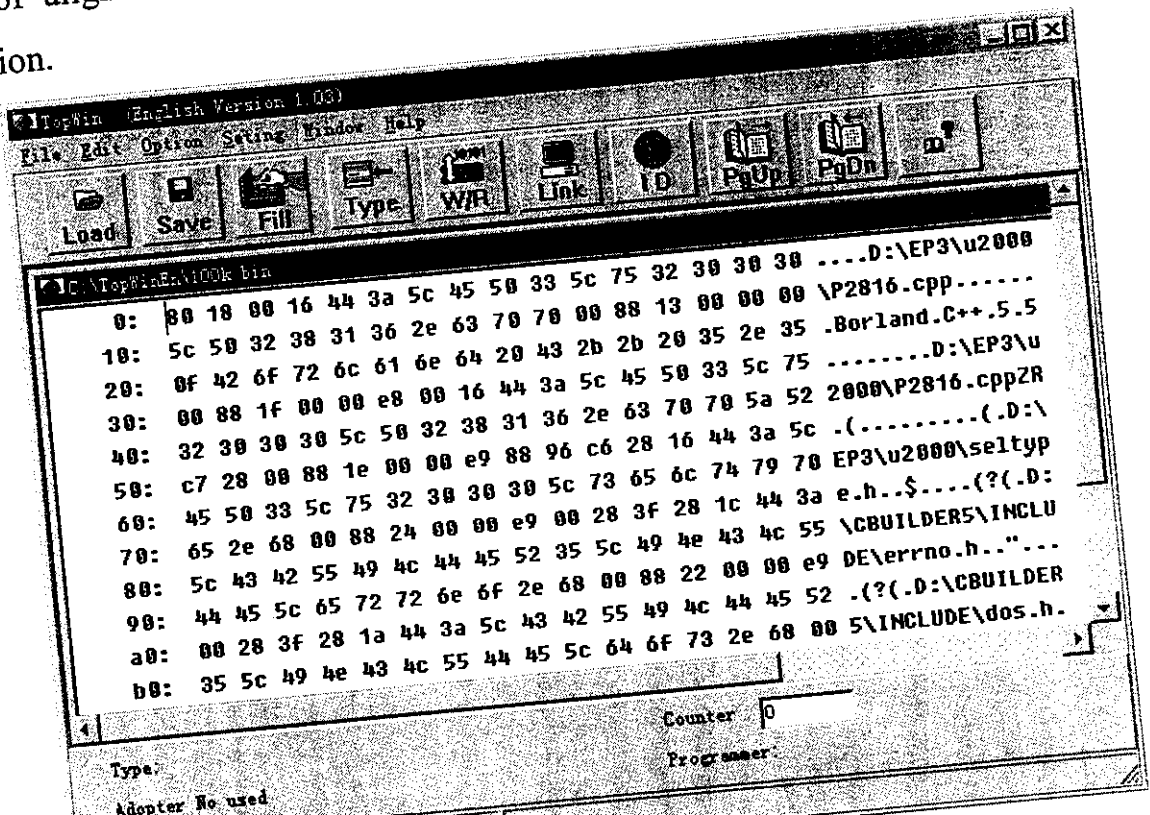 or
ion.
TopWin (English Version 1.03)
File Edit Option Seting Window Help
Load Save Fill Type W/R Link ID PgUp PgDn
C:\TopWinEn\100k bin
0: 80 18 00 16 44 3a 5c 45 50 33 5c 75 32 30 30 30 ....D:\EP3\u2000
10: 5c 50 32 38 31 36 2e 63 70 70 00 88 13 00 00 00 \P2816.cpp......
20: 0f 42 6f 72 6c 61 6e 64 20 43 2b 2b 20 35 2e 35 .Borland.C++.5.5
30: 00 88 1f 00 00 e8 00 16 44 3a 5c 45 50 33 5c 75 ........D:\EP3\u
40: 32 30 30 30 5c 50 32 38 31 36 2e 63 70 70 5a 52 2000\P2816.cppZR
50: c7 28 00 88 1e 00 00 e9 88 96 c6 28 16 44 3a 5c .(.........(.D:\
60: 45 50 33 5c 75 32 30 30 30 5c 73 65 6c 74 79 70 EP3\u2000\seltyp
70: 65 2e 68 00 88 24 00 00 e9 00 28 3f 28 1c 44 3a e.h..$....(?(.D:
80: 5c 43 42 55 49 4c 44 45 52 35 5c 49 4e 43 4c 55 \CBUILDER5\INCLU
90: 44 45 5c 65 72 72 6e 6f 2e 68 00 88 22 00 00 e9 DE\errno.h.."...
a0: 00 28 3f 28 1a 44 3a 5c 43 42 55 49 4c 44 45 52 .(?(.D:\CBUILDER
b0: 35 5c 49 4e 43 4c 55 44 45 5c 64 6f 73 2e 68 00 5\INCLUDE\dos.h.
Counter 0
Type: Programmer:
Adopter No used